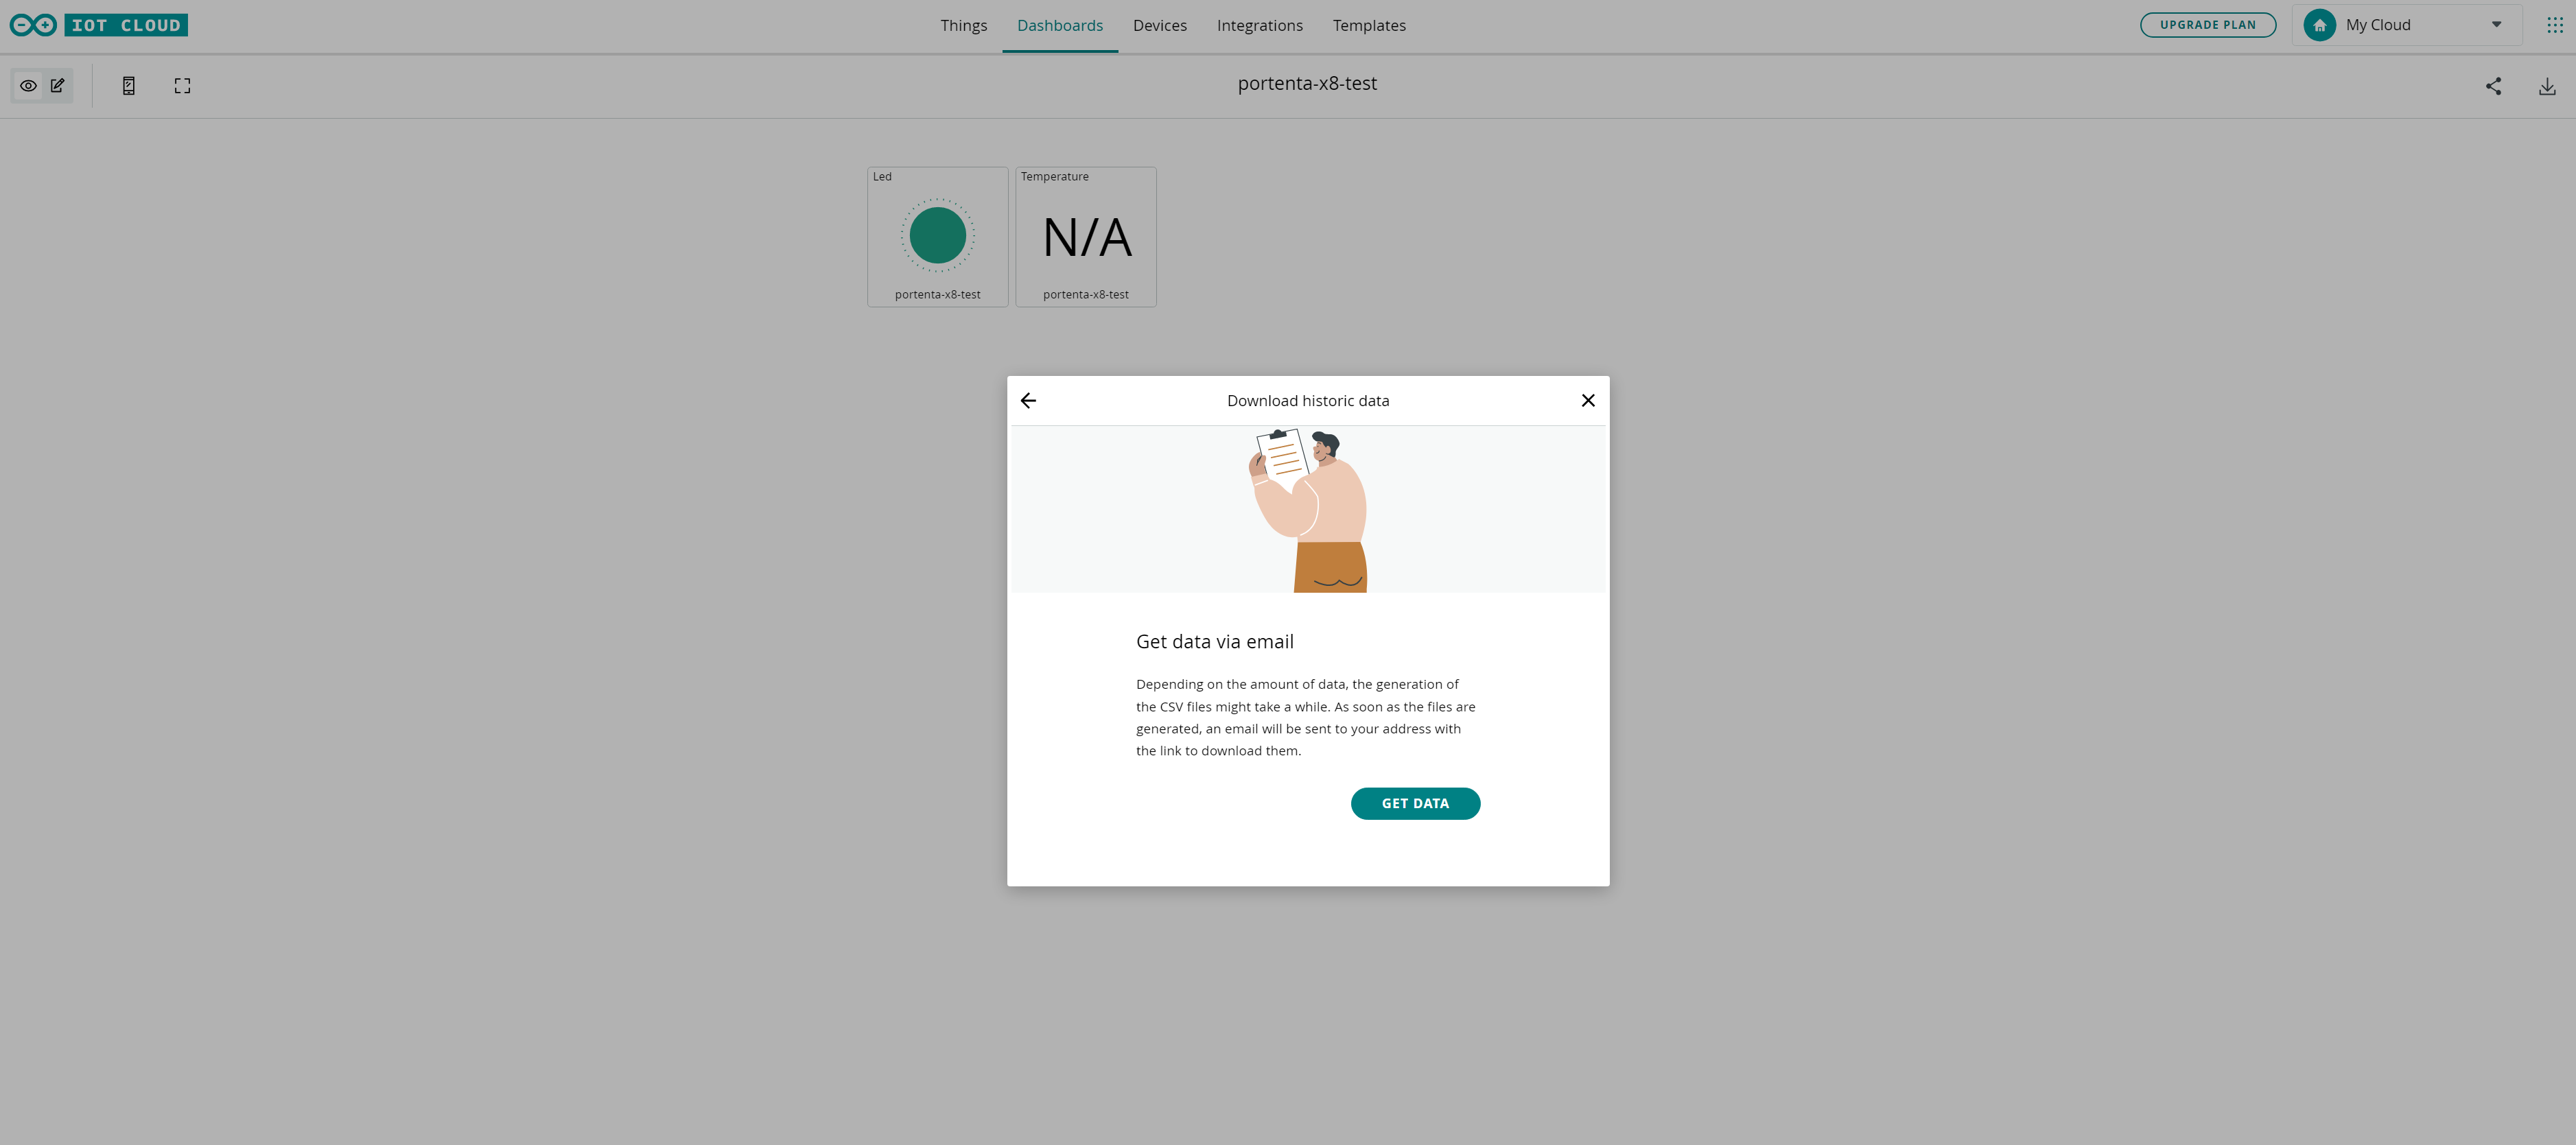 IOT CLOUD
Things Dashboards Devices Integrations Templates
UPGRADE PLAN
My Cloud
portenta-x8-test
Led
Temperature
N/A
portenta-x8-test
portenta-x8-test
Download historic data
Get data via email
Depending on the amount of data, the generation of
the CSV files might take a while. As soon as the files are
generated, an email will be sent to your address with
the link to download them.
GET DATA